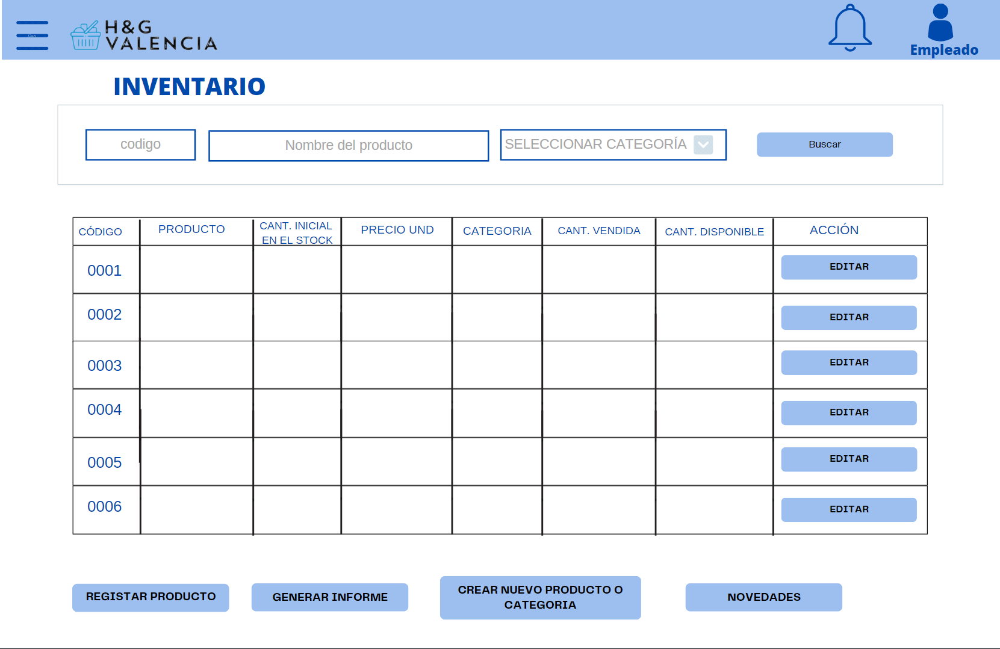 H&G
VALENCIA
Empleado
INVENTARIO
codigo
Nombre del producto
SELECCIONAR CATEGORÍA
Buscar
CÓDIGO
PRODUCTO
CANT. INICIAL
EN EL STOCK
PRECIO UND
CATEGORIA
CANT. VENDIDA
CANT. DISPONIBLE
ACCIÓN
0001
EDITAR
0002
EDITAR
0003
EDITAR
0004
EDITAR
0005
EDITAR
0006
EDITAR
REGISTAR PRODUCTO
GENERAR INFORME
CREAR NUEVO PRODUCTO O
CATEGORIA
NOVEDADES